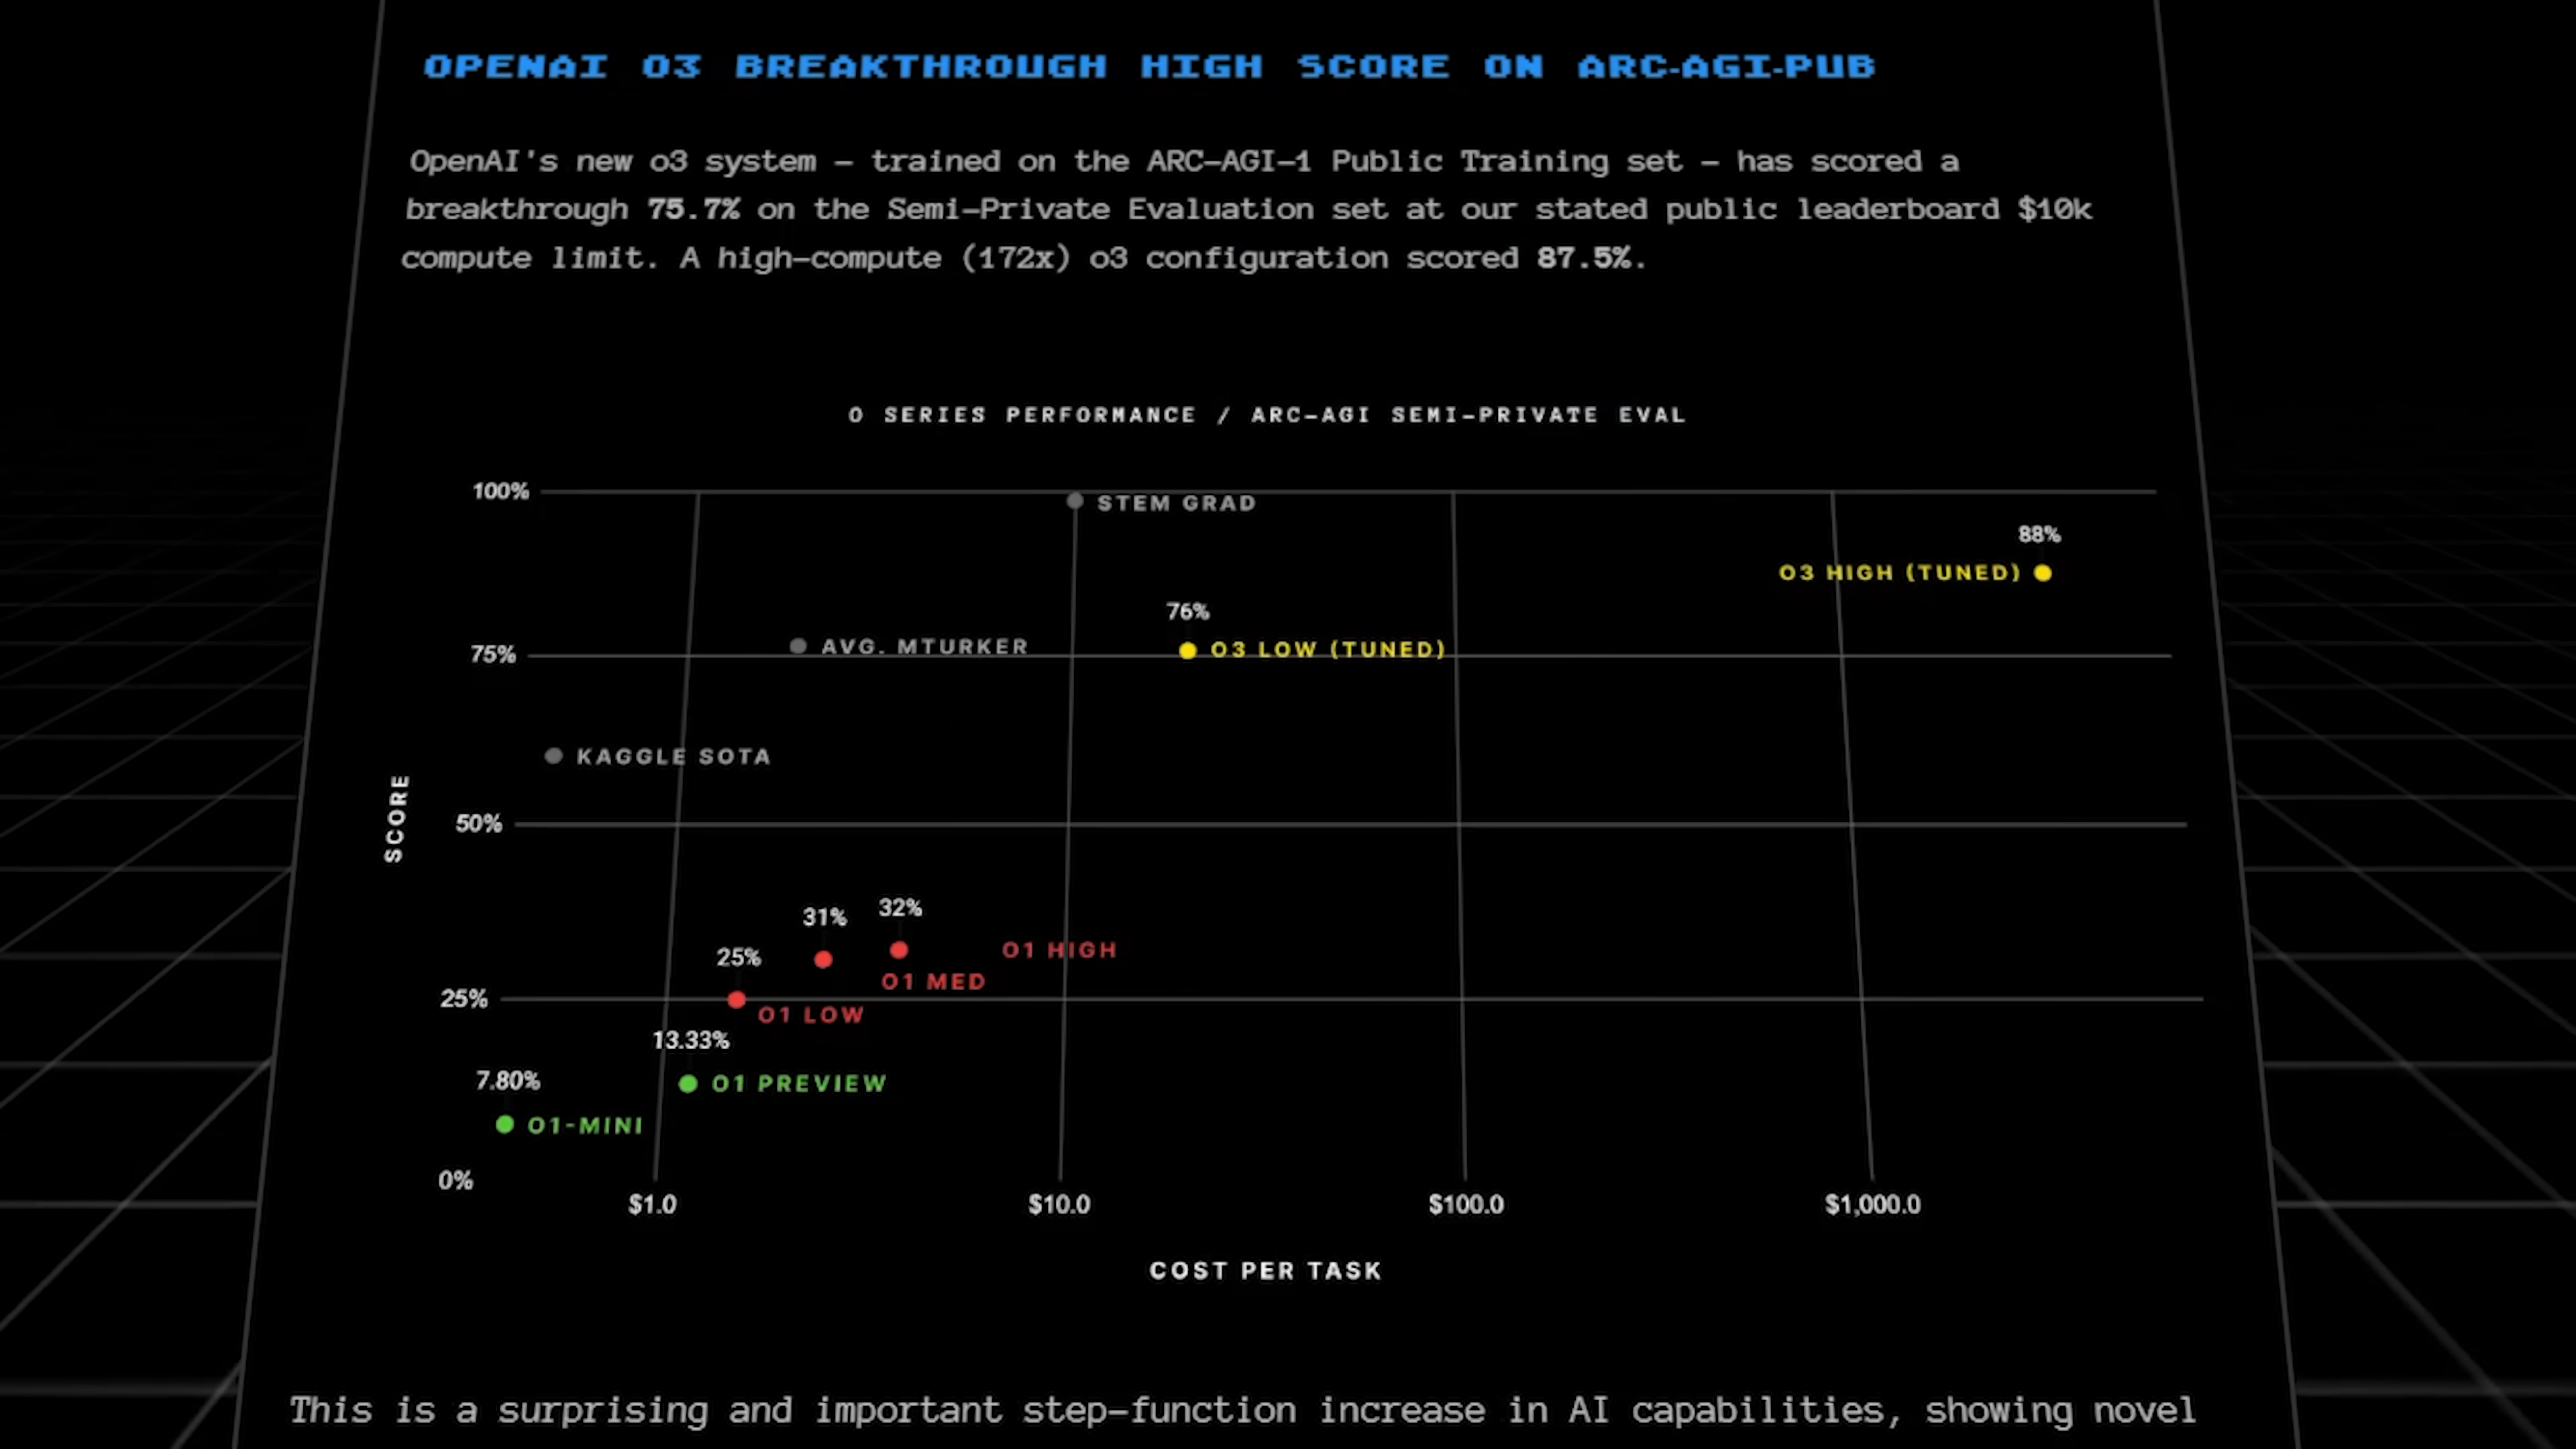 OPENAI O3 BREAKTHROUGH HIGH SCORE ON ARC-AGI-PUB
OpenAI's new o3 system – trained on the ARC-AGI-1 Public Training set – has scored a
breakthrough 75.7% on the Semi-Private Evaluation set at our stated public leaderboard $10k
compute limit. A high-compute (172x) o3 configuration scored 87.5%.
O SERIES PERFORMANCE / ARC-AGI SEMI-PRIVATE EVAL
100%
STEM GRAD
88%
O3 HIGH (TUNED)
76%
75%
AVG. MTURKER
O3 LOW (TUNED)
KAGGLE SOTA
SCORE
50%
31%
32%
25%
O1 HIGH
O1 MED
25%
O1 LOW
13.33%
7.80%
O1 PREVIEW
O1-MINI
0%
$1.0
$10.0
$100.0
$1,000.0
COST PER TASK
This is a surprising and important step-function increase in AI capabilities, showing novel